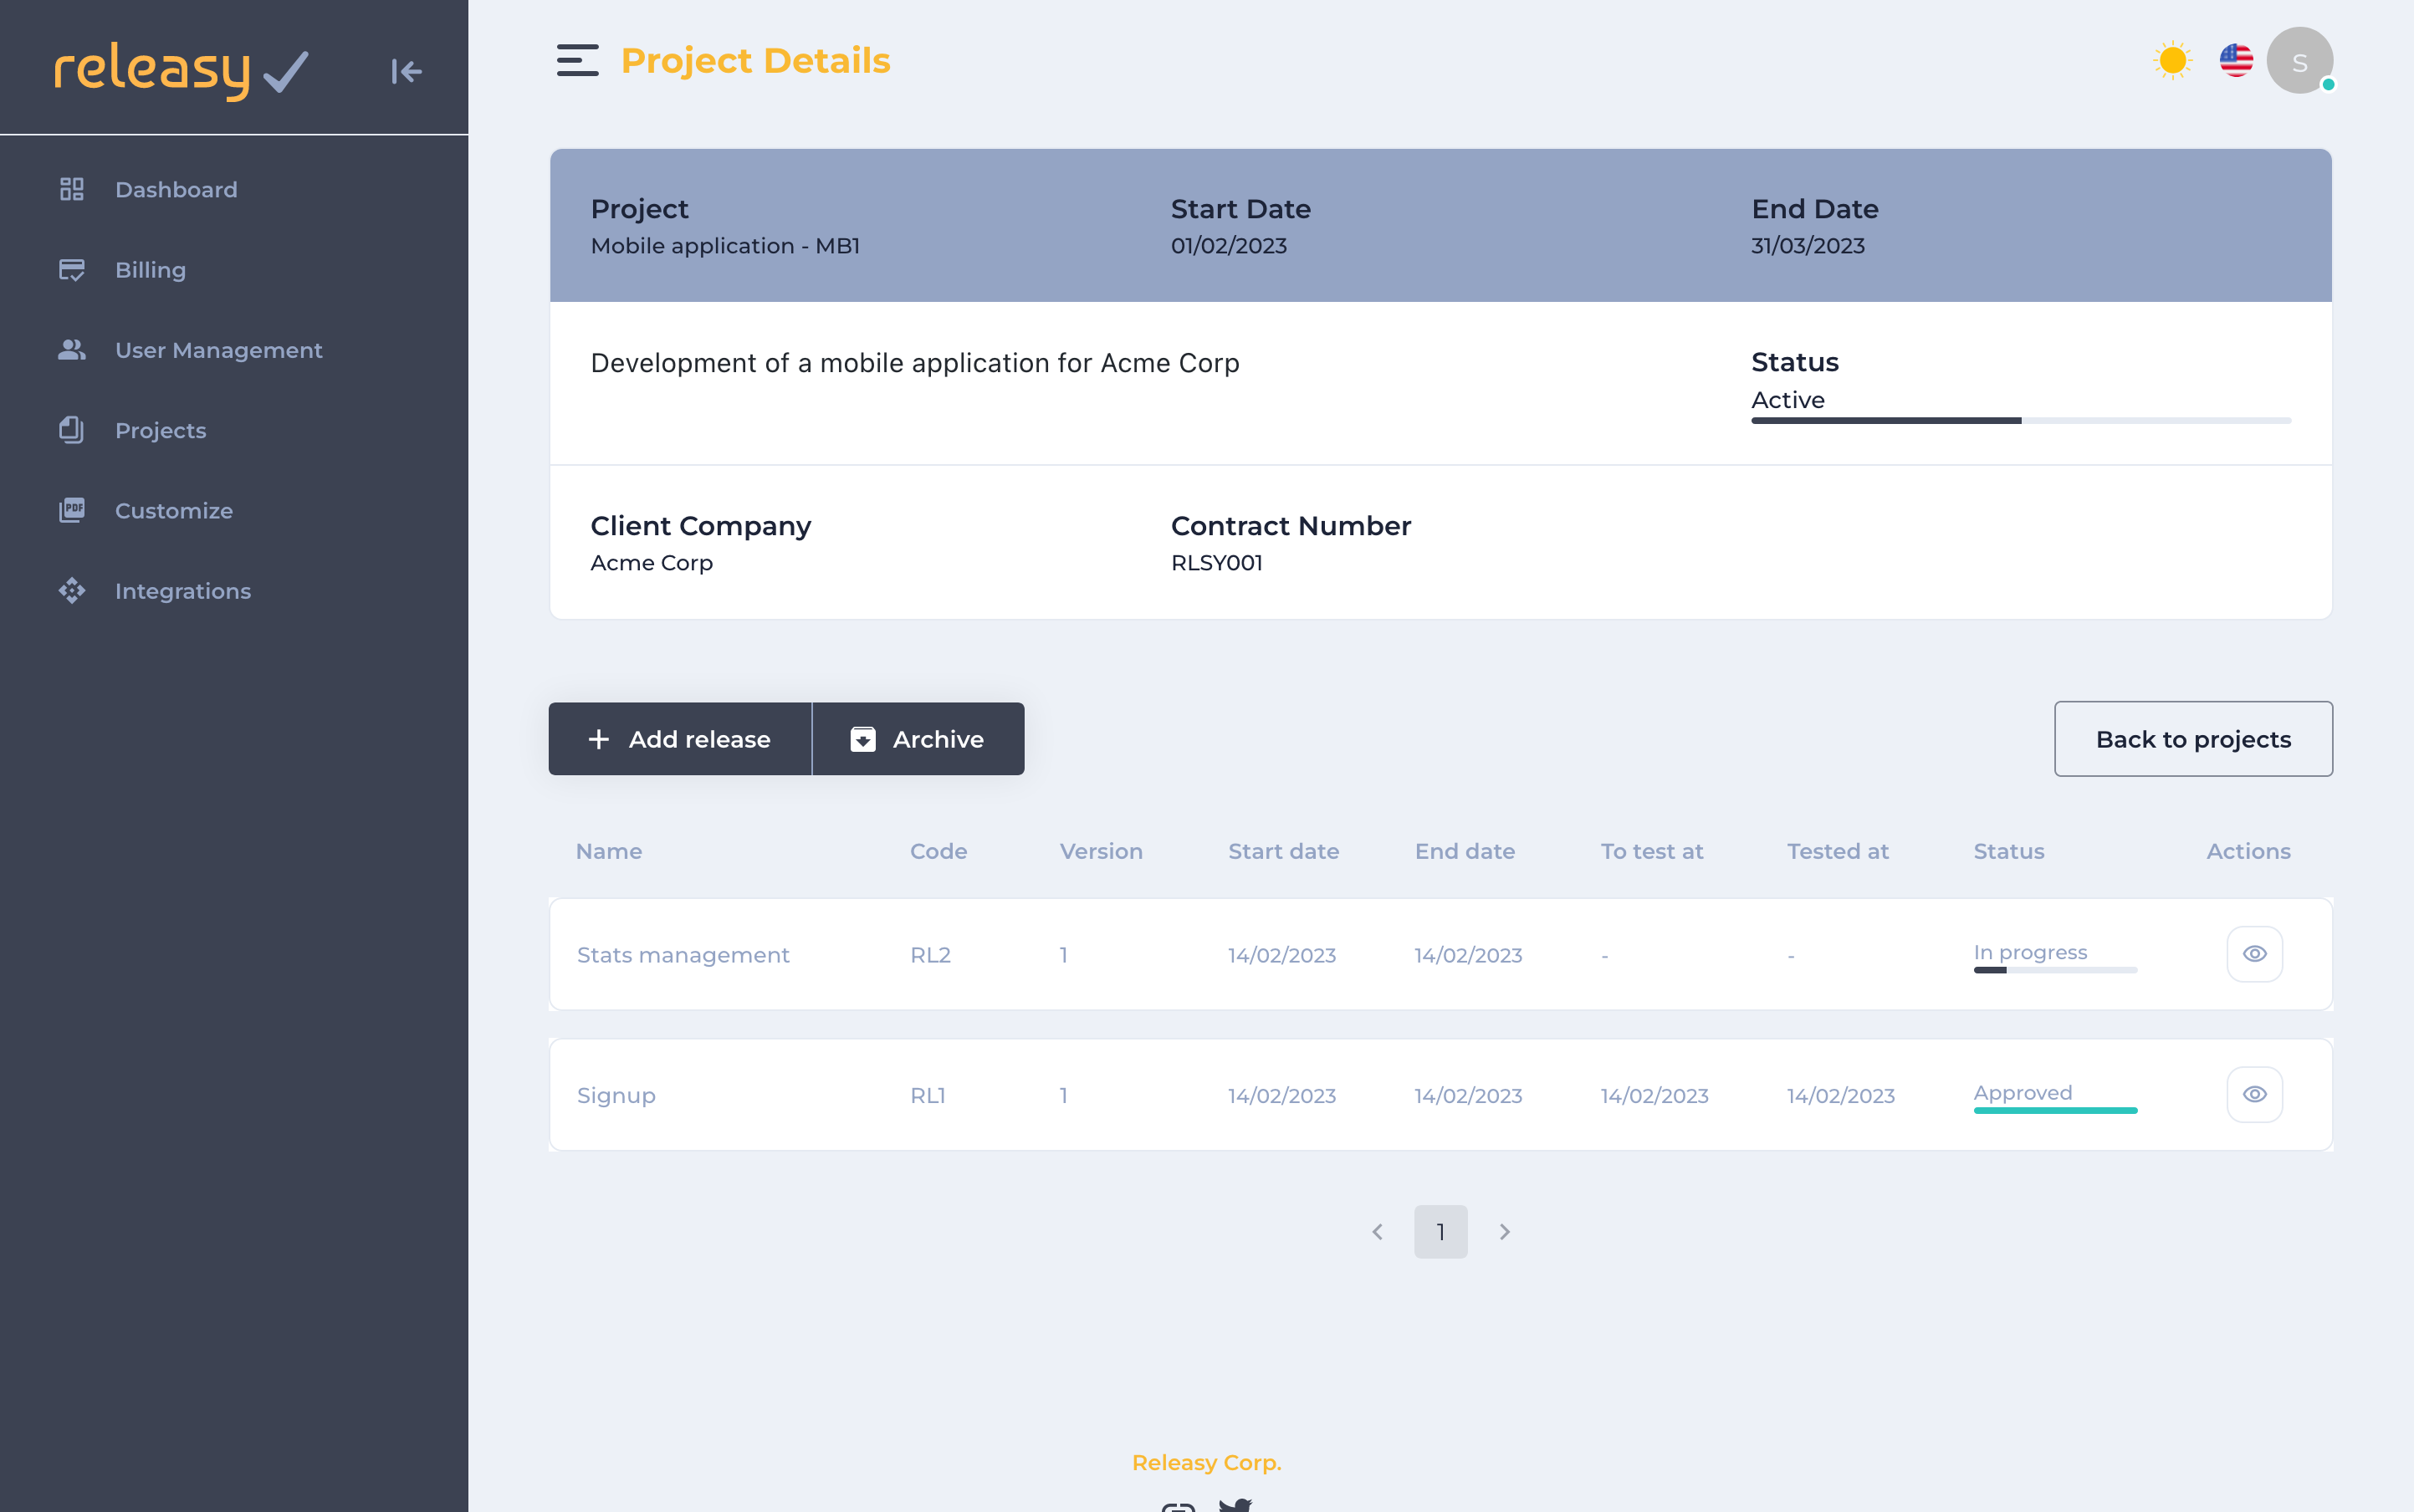 releasy
Project Details
S
Dashboard
Billing
User Management
Projects
PDF
Customize
Integrations
Project Start Date End Date
Mobile application - MB1 01/02/2023 31/03/2023
Development of a mobile application for Acme Corp
Status
Active
Client Company Contract Number
Acme Corp RLSY001
Add release Archive Back to projects
Name Code Version Start date End date To test at Tested at Status Actions
Stats management RL2 1 14/02/2023 14/02/2023 - - In progress
Signup RL1 1 14/02/2023 14/02/2023 14/02/2023 14/02/2023 Approved
1
Releasy Corp.